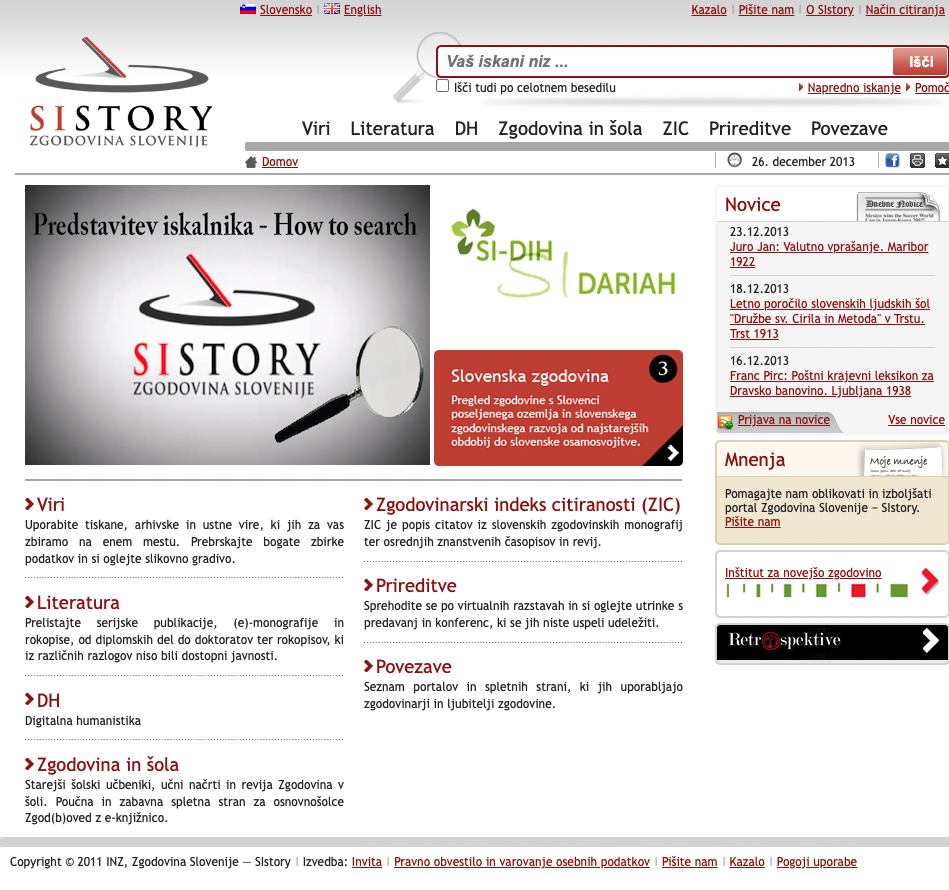 Slovensko | English
Kazalo | Pišite nam | O SIstory | Način citiranja
SISTORY
ZGODOVINA SLOVENIJE
Vaš iskani niz ...
Išči
Išči tudi po celotnem besedilu
Napredno iskanje
Pomoč
Viri Literatura DH Zgodovina in šola ZIC Prireditve Povezave
Domov
26. december 2013
Predstavitev iskalnika - How to search
SISTORY
ZGODOVINA SLOVENIJE
SI-DIH
SI DARIAH
Slovenska zgodovina
3
Pregled zgodovine s Slovenci
poseljenega ozemlja in slovenskega
zgodovinskega razvoja od najstarejših
obdobij do slovenske osamosvojitve.
Novice
Dnevne Novice
23.12.2013
Juro Jan: Valutno vprašanje. Maribor
1922
18.12.2013
Letno poročilo slovenskih ljudskih šol
"Družbe sv. Cirila in Metoda" v Trstu.
Trst 1913
16.12.2013
Franc Pirc: Poštni krajevni leksikon za
Dravsko banovino. Ljubljana 1938
Prijava na novice
Vse novice
Mnenja
Moje mnenje
Pomagajte nam oblikovati in izboljšati
portal Zgodovina Slovenije – SIstory.
Pišite nam
Inštitut za novejšo zgodovino
Retrospektive
Viri
Uporabite tiskane, arhivske in ustne vire, ki jih za vas
zbiramo na enem mestu. Prebrskajte bogate zbirke
podatkov in si oglejte slikovno gradivo.
Literatura
Prelistajte serijske publikacije, (e)-monografije in
rokopise, od diplomskih del do doktoratov ter rokopisov, ki
iz različnih razlogov niso bili dostopni javnosti.
DH
Digitalna humanistika
Zgodovina in šola
Starejši šolski učbeniki, učni načrti in revija Zgodovina v
šoli. Poučna in zabavna spletna stran za osnovnošolce
Zgod(b)oved z e-knjižnico.
Zgodovinarski indeks citiranosti (ZIC)
ZIC je popis citatov iz slovenskih zgodovinskih monografij
ter osrednjih znanstvenih časopisov in revij.
Prireditve
Sprehodite se po virtualnih razstavah in si oglejte utrinke s
predavanj in konferenc, ki se jih niste uspeli udeležiti.
Povezave
Seznam portalov in spletnih strani, ki jih uporabljajo
zgodovinarji in ljubitelji zgodovine.
Copyright © 2011 INZ, Zgodovina Slovenije — SIstory | Izvedba: Invita | Pravno obvestilo in varovanje osebnih podatkov | Pišite nam | Kazalo | Pogoji uporabe